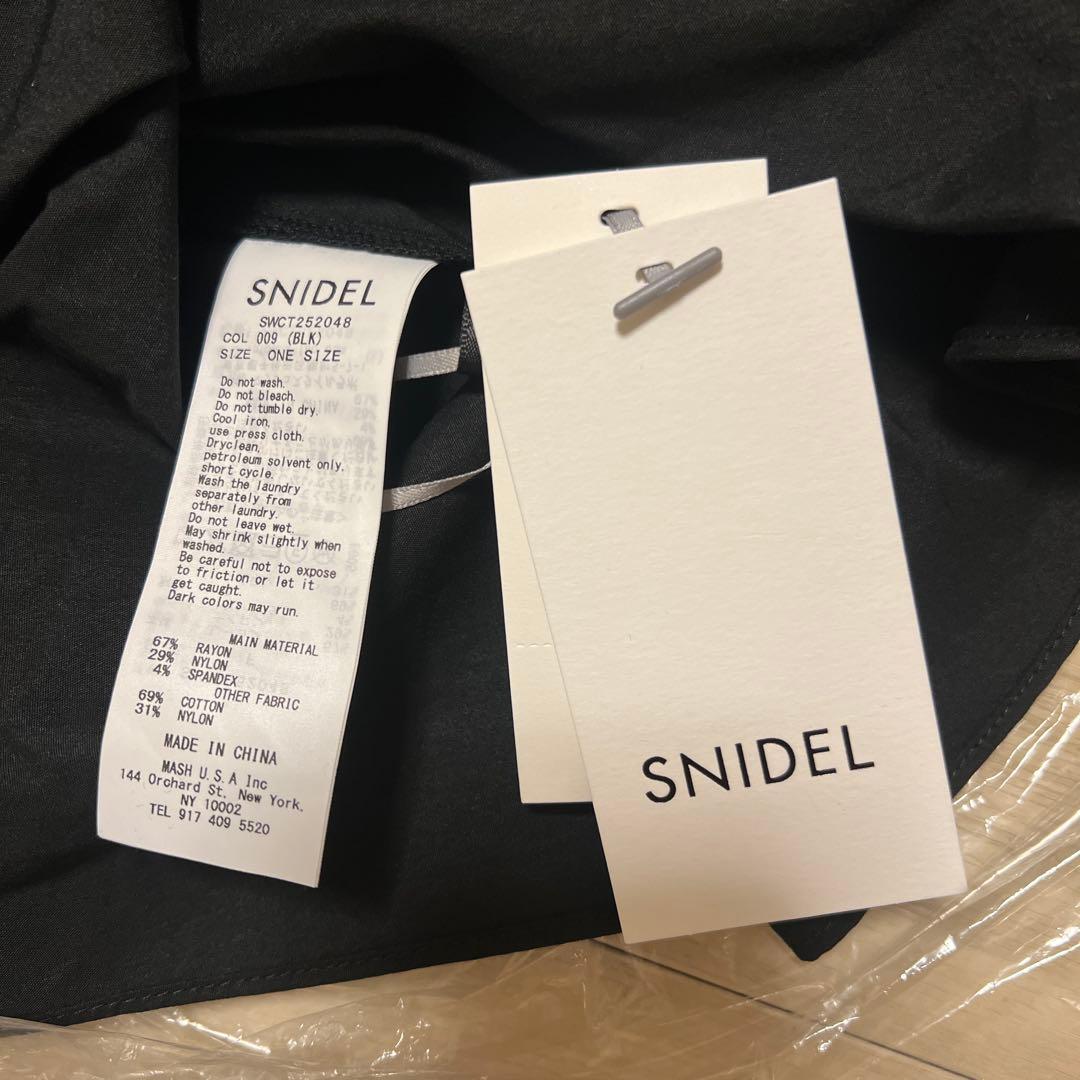 SNIDEL
SWCT252048
COL 009 (BLK)
SIZE ONE SIZE
Do not wash.
Do not bleach.
Do not tumble dry.
Cool iron,
use press cloth.
Dryclean,
petroleum solvent only.
short cycle.
Wash the laundry
separately from
other laundry.
Do not leave wet.
May shrink slightly when
washed.
Be careful not to expose
to friction or let it
get caught.
Dark colors may run.
MAIN MATERIAL
67% RAYON
29% NYLON
4% SPANDEX
OTHER FABRIC
69% COTTON
31% NYLON
MADE IN CHINA
MASH U.S.A Inc
144 Orchard St. New York.
NY 10002
TEL 917 409 5520
SNIDEL